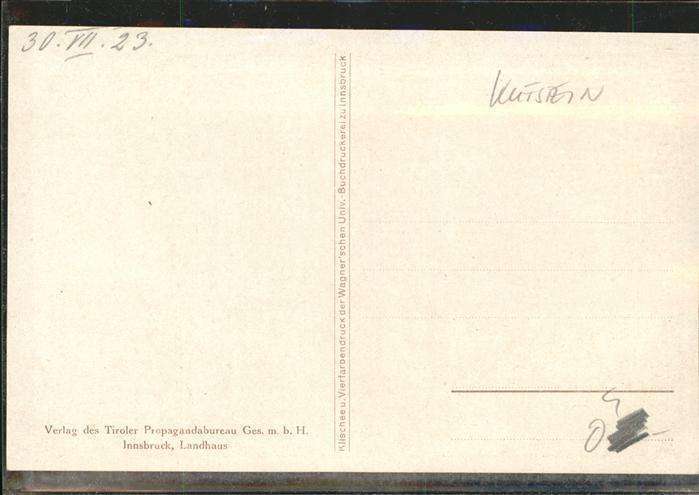 30. VII. 23.
KUFSTEIN
Klischee u. Vierfarbendruck der Wagner'schen Univ.-Buchdruckerei zu Innsbruck
Verlag des Tiroler Propagandabureau Ges. m. b. H.
Innsbruck, Landhaus